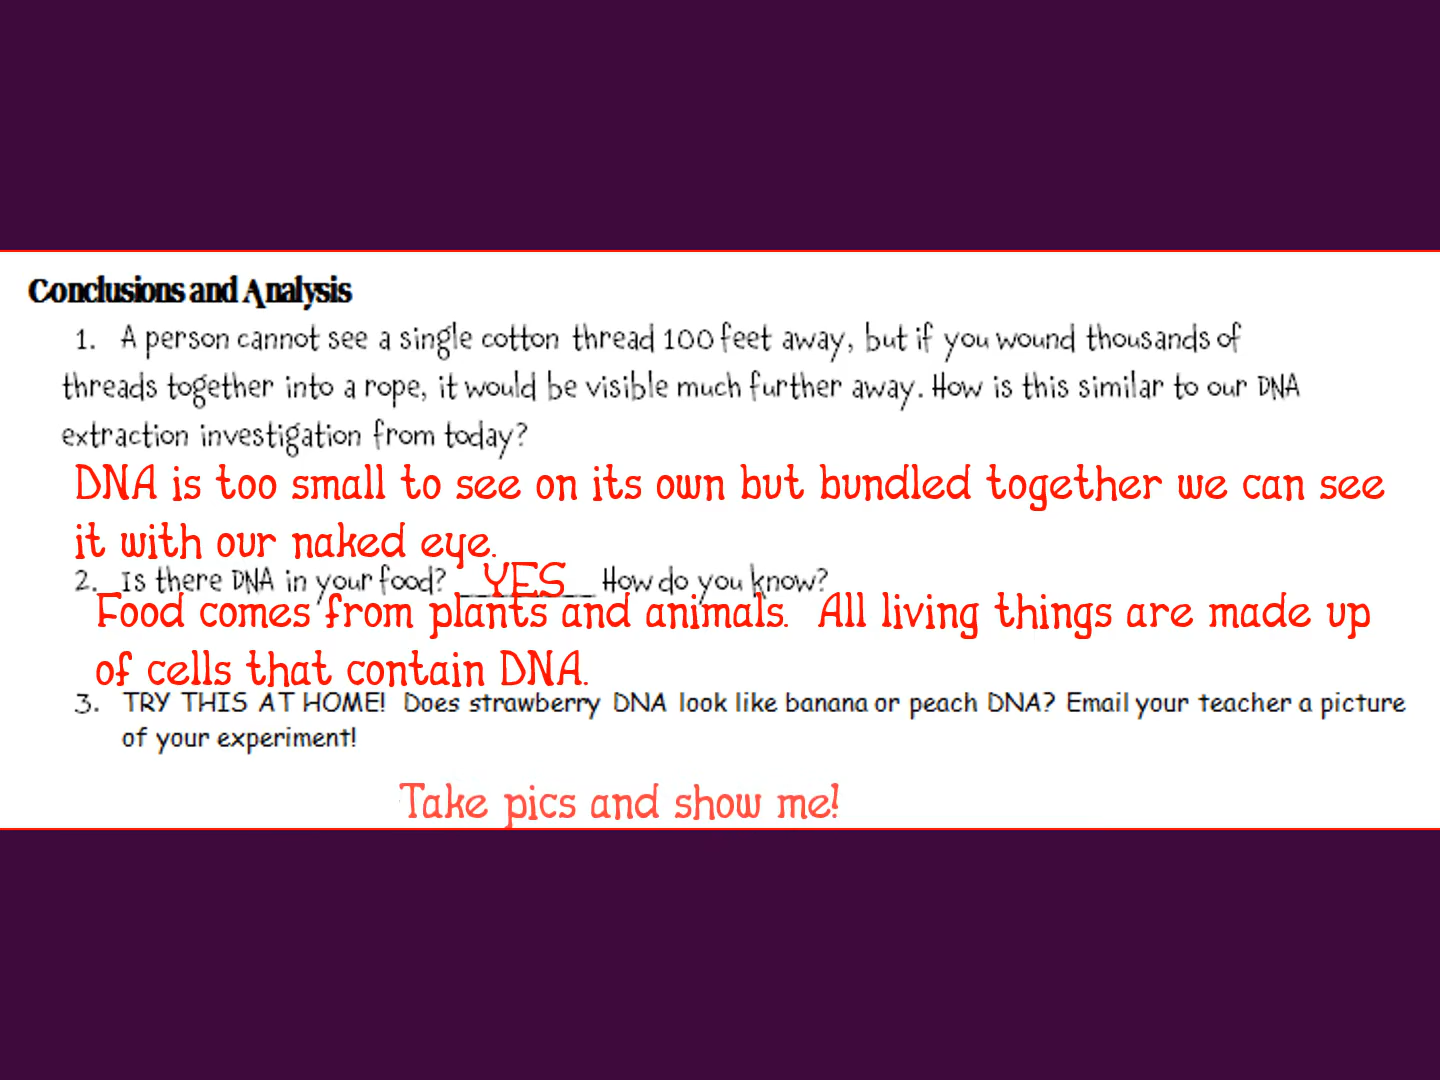 Conclusions and Analysis
1. A person cannot see a single cotton thread 100 feet away, but if you wound thousands of
threads together into a rope, it would be visible much further away. How is this similar to our DNA
extraction investigation from today?
DNA is too small to see on its own but bundled together we can see
it with our naked eye.
2. Is there DNA in your food? __YES__ How do you know?
Food comes from plants and animals. All living things are made up
of cells that contain DNA.
3. TRY THIS AT HOME! Does strawberry DNA look like banana or peach DNA? Email your teacher a picture
of your experiment!
Take pics and show me!